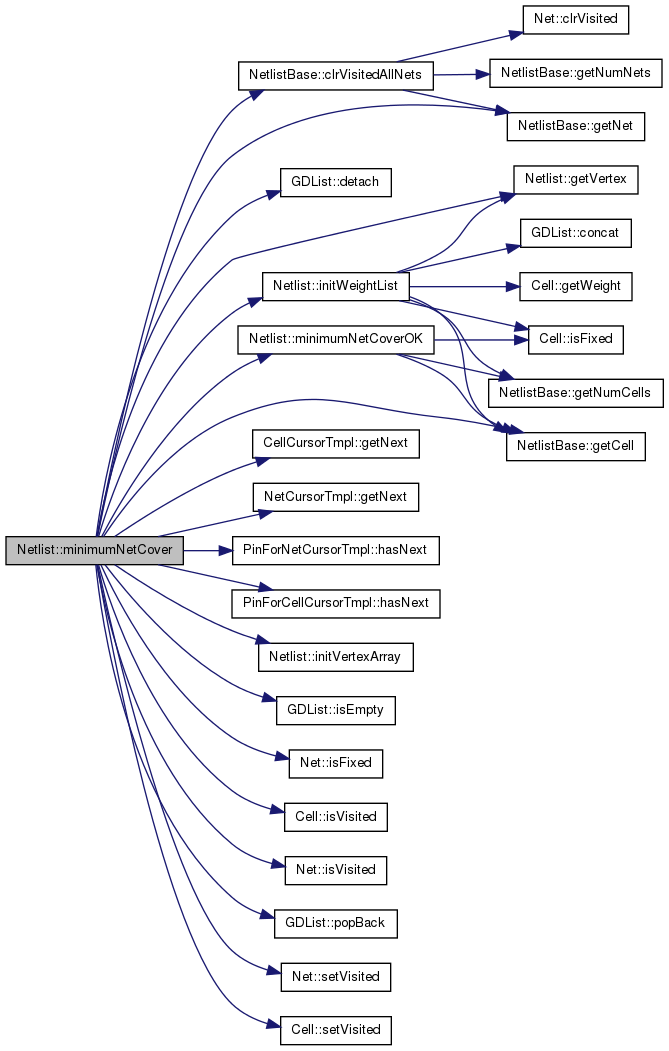 Net::clrVisited
NetlistBase::clrVisitedAllNets
NetlistBase::getNumNets
NetlistBase::getNet
GDList::detach
Netlist::getVertex
GDList::concat
Netlist::initWeightList
Cell::getWeight
Netlist::minimumNetCoverOK
Cell::isFixed
NetlistBase::getNumCells
CellCursorTmpl::getNext
NetlistBase::getCell
NetCursorTmpl::getNext
Netlist::minimumNetCover
PinForNetCursorTmpl::hasNext
PinForCellCursorTmpl::hasNext
Netlist::initVertexArray
GDList::isEmpty
Net::isFixed
Cell::isVisited
Net::isVisited
GDList::popBack
Net::setVisited
Cell::setVisited